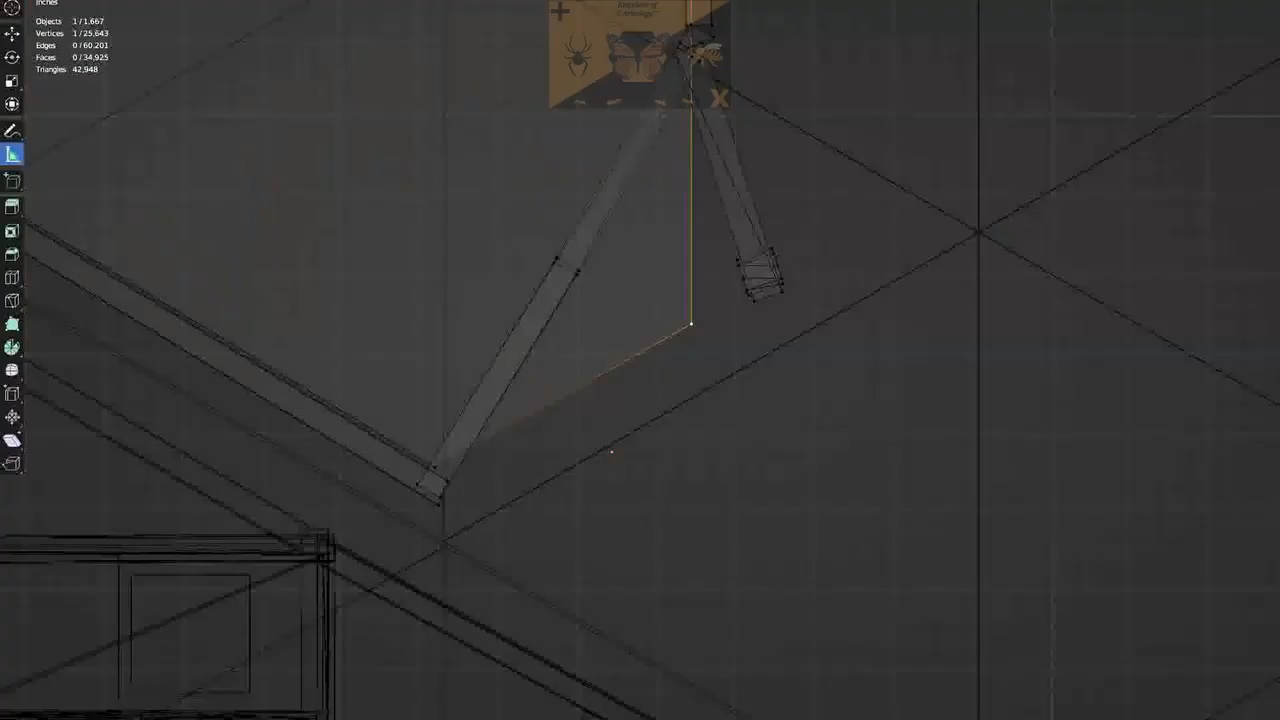 Inches
Objects 1/1,667
Vertices 1/25,643
Edges 0/60,201
Faces 0/34,925
Triangles 42,948
X